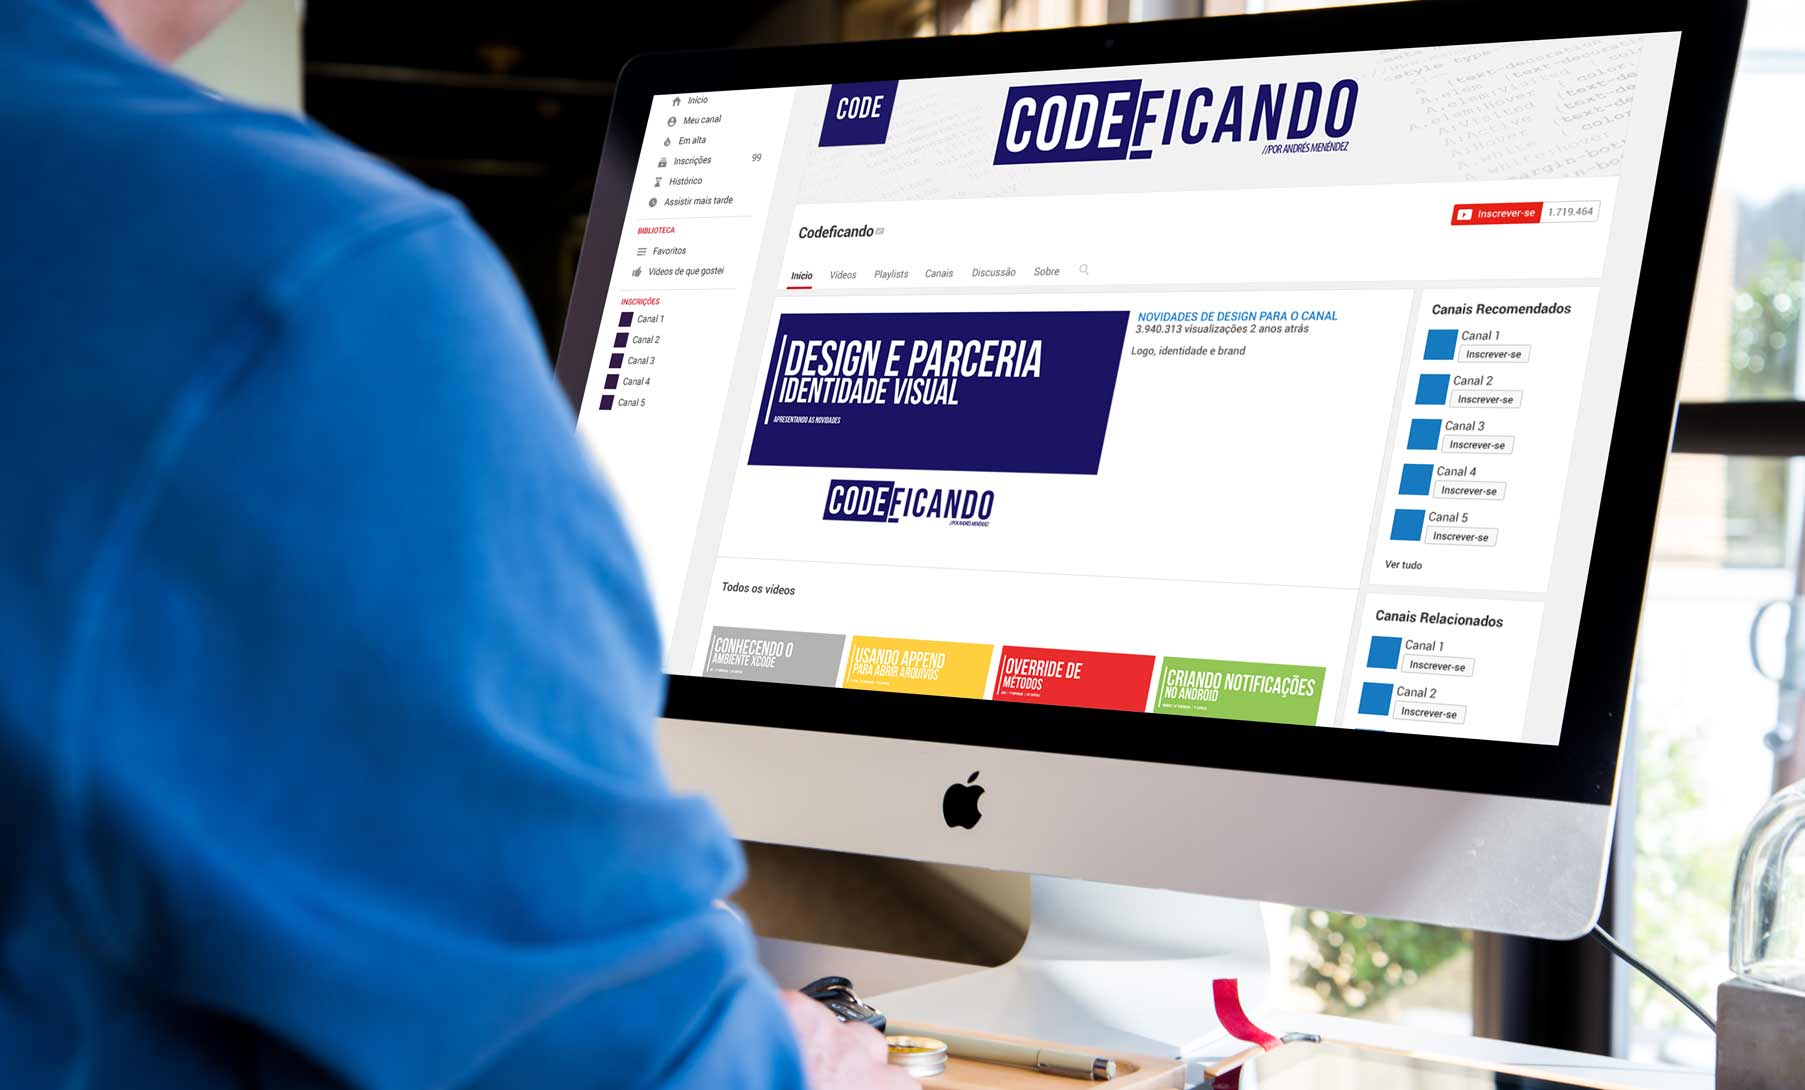 Início
Meu canal
Em alta
Inscrições 99
Histórico
Assistir mais tarde
BIBLIOTECA
Favoritos
Vídeos de que gostei
INSCRIÇÕES
Canal 1
Canal 2
Canal 3
Canal 4
Canal 5
CODE
CODEFICANDO
//POR ANDRÉS MENÉNDEZ
Codeficando
Inscrever-se 1.719.464
Início Vídeos Playlists Canais Discussão Sobre
DESIGN E PARCERIA
IDENTIDADE VISUAL
APRESENTANDO AS NOVIDADES
NOVIDADES DE DESIGN PARA O CANAL
3.940.313 visualizações 2 anos atrás
Logo, identidade e brand
CODEFICANDO
//POR ANDRÉS MENÉNDEZ
Todos os vídeos
CONHECENDO O
AMBIENTE XCODE
USANDO APPEND
PARA ABRIR ARQUIVOS
OVERRIDE DE
MÉTODOS
CRIANDO NOTIFICAÇÕES
NO ANDROID
Canais Recomendados
Canal 1
Inscrever-se
Canal 2
Inscrever-se
Canal 3
Inscrever-se
Canal 4
Inscrever-se
Canal 5
Inscrever-se
Ver tudo
Canais Relacionados
Canal 1
Inscrever-se
Canal 2
Inscrever-se